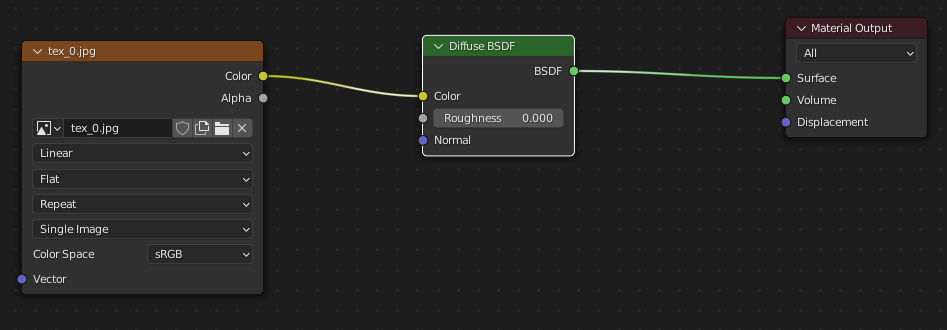 tex_0.jpg
Color
Alpha
tex_0.jpg
Linear
Flat
Repeat
Single Image
Color Space sRGB
Vector
Diffuse BSDF
BSDF
Color
Roughness 0.000
Normal
Material Output
All
Surface
Volume
Displacement